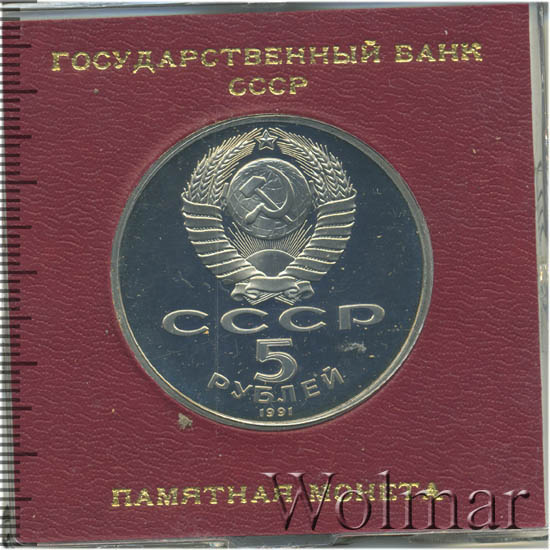 ГОСУДАРСТВЕННЫЙ БАНК
СССР
СССР
5
РУБЛЕЙ
1991
ПАМЯТНАЯ МОНЕТА
Wolmar